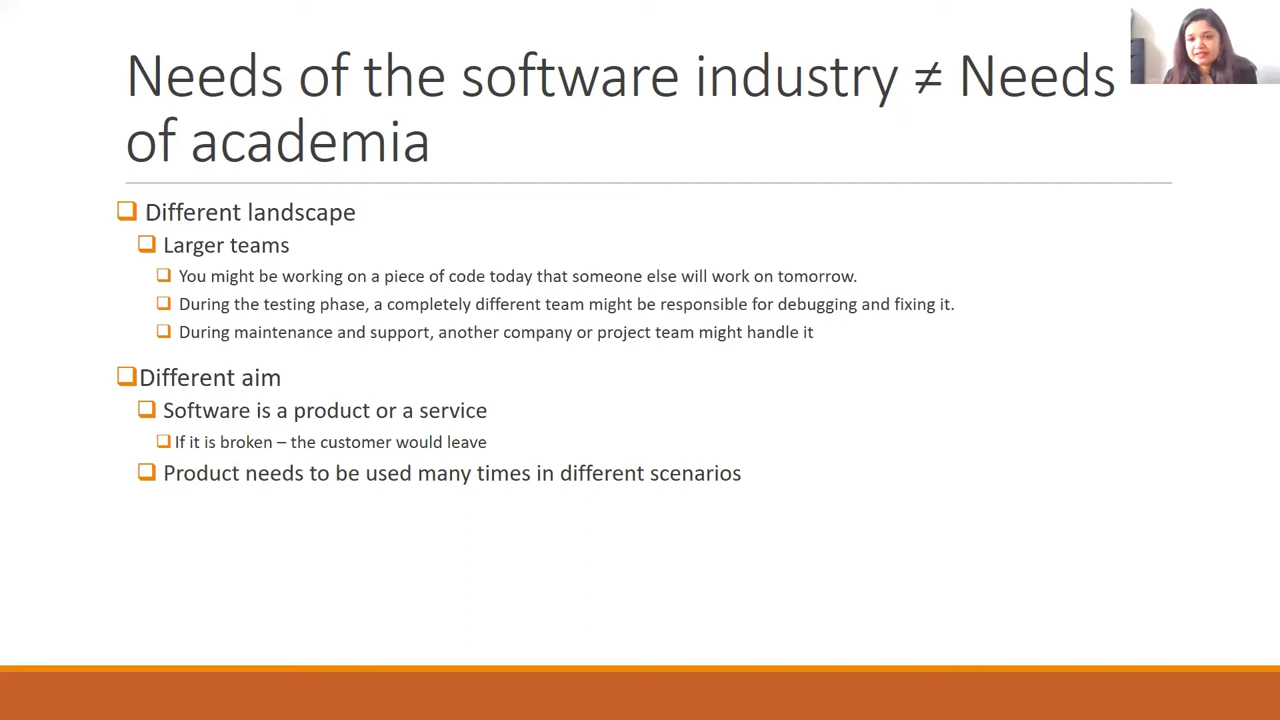 Needs of the software industry ≠ Needs
of academia
Different landscape
Larger teams
You might be working on a piece of code today that someone else will work on tomorrow.
During the testing phase, a completely different team might be responsible for debugging and fixing it.
During maintenance and support, another company or project team might handle it
Different aim
Software is a product or a service
If it is broken – the customer would leave
Product needs to be used many times in different scenarios